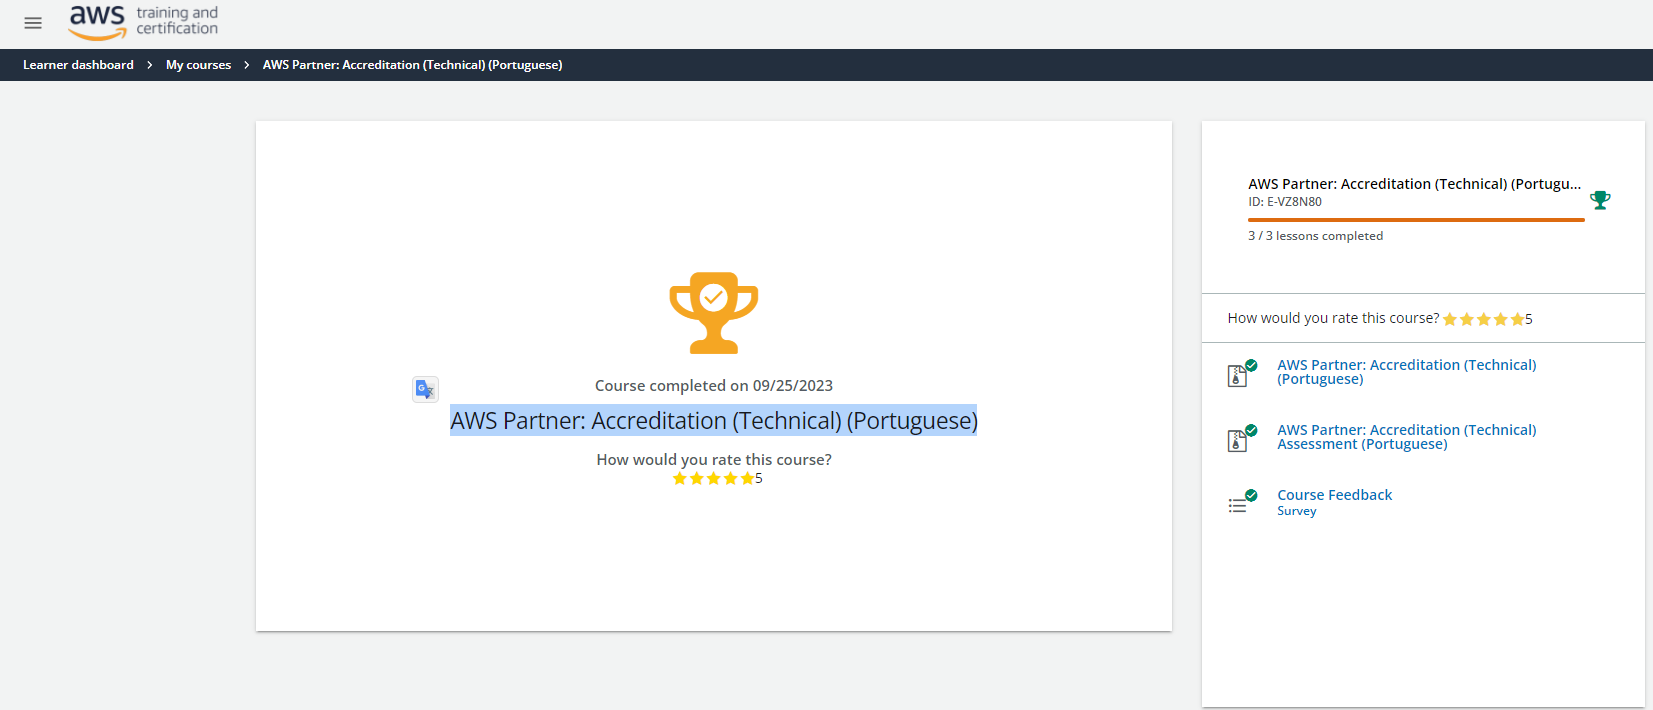 aws training and
certification
Learner dashboard > My courses > AWS Partner: Accreditation (Technical) (Portuguese)
Course completed on 09/25/2023
AWS Partner: Accreditation (Technical) (Portuguese)
How would you rate this course?
5
AWS Partner: Accreditation (Technical) (Portugu...
ID: E-VZ8N80
3 / 3 lessons completed
How would you rate this course? 5
AWS Partner: Accreditation (Technical)
(Portuguese)
AWS Partner: Accreditation (Technical)
Assessment (Portuguese)
Course Feedback
Survey